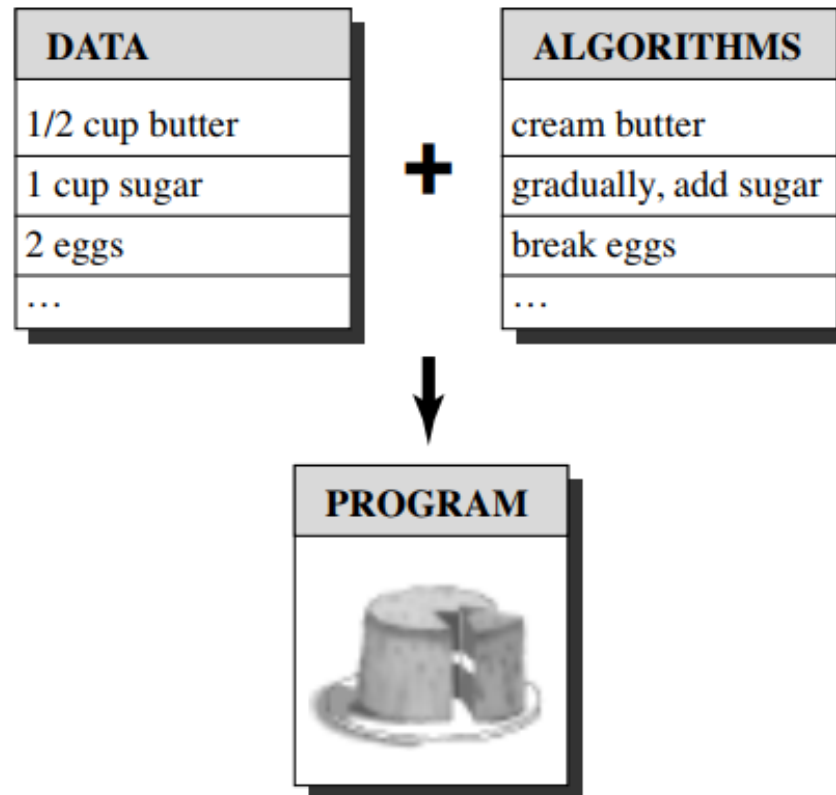 DATA
1/2 cup butter
1 cup sugar
2 eggs
…
+
ALGORITHMS
cream butter
gradually, add sugar
break eggs
…
PROGRAM